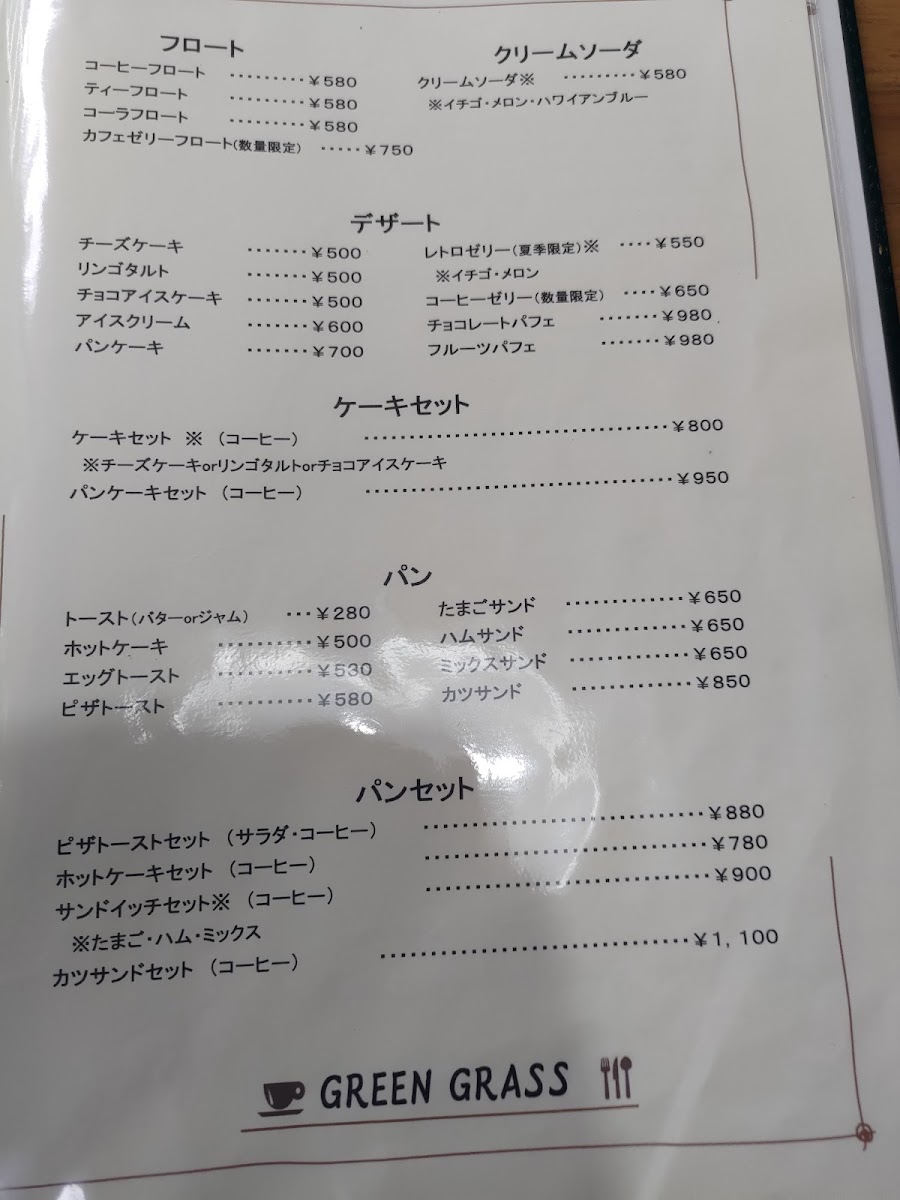 フロート
コーヒーフロート ・・・・・・・・・￥580
ティーフロート ・・・・・・・・・￥580
コーラフロート ・・・・・・・・・￥580
カフェゼリーフロート(数量限定) ・・・・・￥750
クリームソーダ
クリームソーダ※ ・・・・・・・・・￥580
※イチゴ・メロン・ハワイアンブルー
デザート
チーズケーキ ・・・・・・・￥500
リンゴタルト ・・・・・・・￥500
チョコアイスケーキ ・・・・・・・￥500
アイスクリーム ・・・・・・・￥600
パンケーキ ・・・・・・・￥700
レトロゼリー(夏季限定)※ ・・・・￥550
※イチゴ・メロン
コーヒーゼリー(数量限定) ・・・・￥650
チョコレートパフェ ・・・・・・・￥980
フルーツパフェ ・・・・・・・￥980
ケーキセット
ケーキセット ※ （コーヒー） ・・・・・・・・・・・・・・・・・・・・・・・・・・・・・・・・・・￥800
※チーズケーキorリンゴタルトorチョコアイスケーキ
パンケーキセット （コーヒー） ・・・・・・・・・・・・・・・・・・・・・・・・・・・・・・・・・・￥950
パン
トースト(バターorジャム) ・・・￥280
ホットケーキ ・・・・・・・・・・￥500
エッグトースト ・・・・・・・・・・￥530
ピザトースト ・・・・・・・・・・￥580
たまごサンド ・・・・・・・・・・・・・￥650
ハムサンド ・・・・・・・・・・・・・￥650
ミックスサンド ・・・・・・・・・・・・・￥650
カツサンド ・・・・・・・・・・・・・￥850
パンセット
ピザトーストセット （サラダ・コーヒー） ・・・・・・・・・・・・・・・・・・・・・・・・・・・・・・￥880
ホットケーキセット （コーヒー） ・・・・・・・・・・・・・・・・・・・・・・・・・・・・・・￥780
サンドイッチセット※ （コーヒー） ・・・・・・・・・・・・・・・・・・・・・・・・・・・・・・￥900
※たまご・ハム・ミックス
カツサンドセット （コーヒー） ・・・・・・・・・・・・・・・・・・・・・・・・・・・・・・・・・・￥1,100
GREEN GRASS